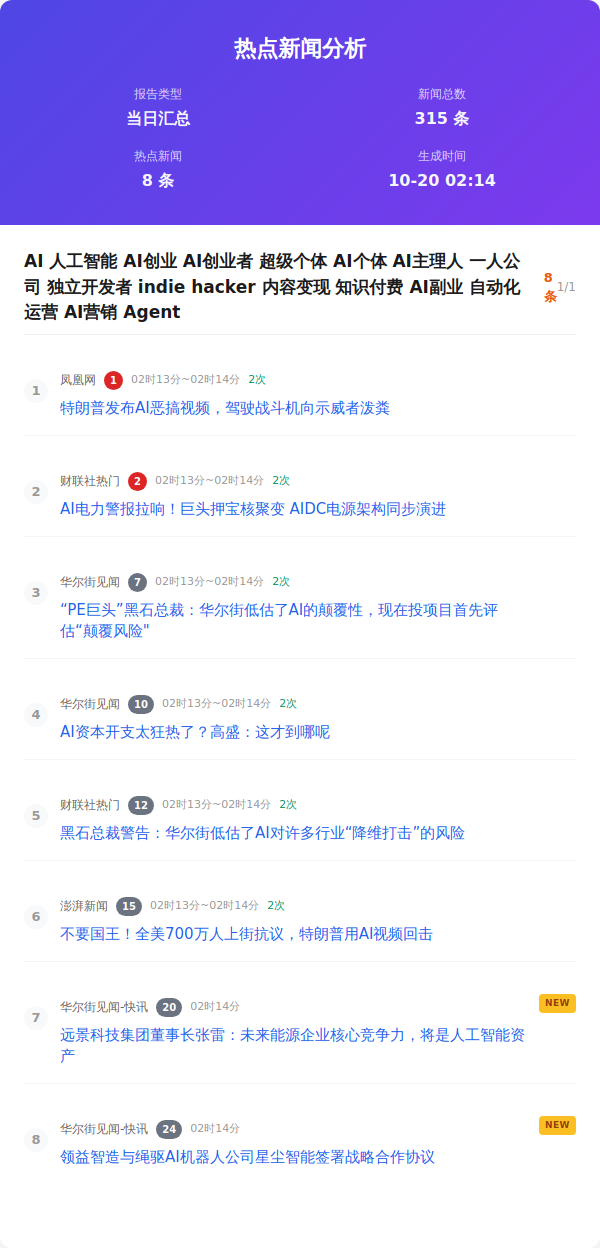 热点新闻分析
报告类型
当日汇总
新闻总数
315 条
热点新闻
8 条
生成时间
10-20 02:14
AI 人工智能 AI创业 AI创业者 超级个体 AI个体 AI主理人 一人公
司 独立开发者 indie hacker 内容变现 知识付费 AI副业 自动化
运营 AI营销 Agent
8
条
1/1
1
凤凰网 1 02时13分~02时14分 2次
特朗普发布AI恶搞视频，驾驶战斗机向示威者泼粪
2
财联社热门 2 02时13分~02时14分 2次
AI电力警报拉响！巨头押宝核聚变 AIDC电源架构同步演进
3
华尔街见闻 7 02时13分~02时14分 2次
“PE巨头”黑石总裁：华尔街低估了AI的颠覆性，现在投项目首先评
估“颠覆风险"
4
华尔街见闻 10 02时13分~02时14分 2次
AI资本开支太狂热了？高盛：这才到哪呢
5
财联社热门 12 02时13分~02时14分 2次
黑石总裁警告：华尔街低估了AI对许多行业“降维打击”的风险
6
澎湃新闻 15 02时13分~02时14分 2次
不要国王！全美700万人上街抗议，特朗普用AI视频回击
7
华尔街见闻-快讯 20 02时14分
NEW
远景科技集团董事长张雷：未来能源企业核心竞争力，将是人工智能资
产
8
华尔街见闻-快讯 24 02时14分
NEW
领益智造与绳驱AI机器人公司星尘智能签署战略合作协议